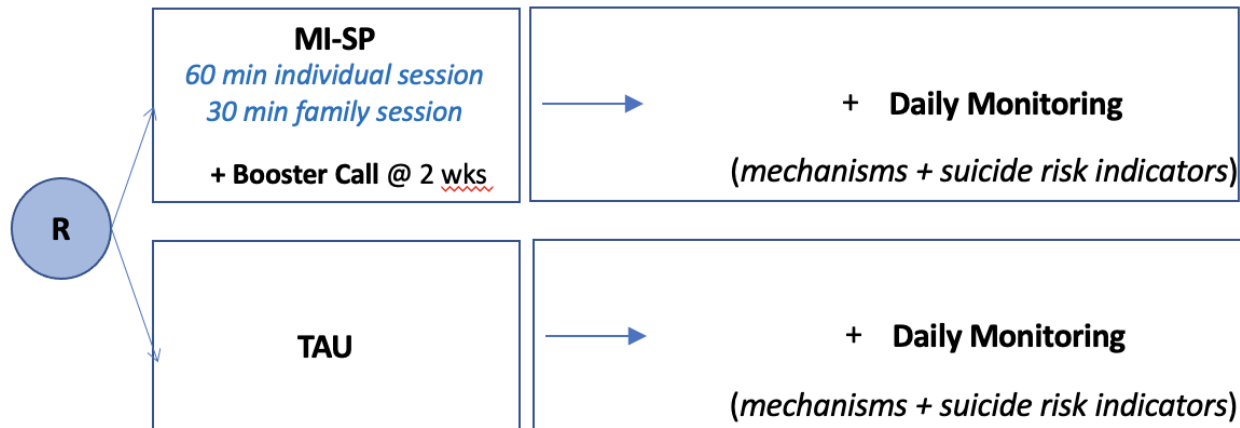 MI-SP
60 min individual session
30 min family session
+ Booster Call @ 2 wks
+ Daily Monitoring
(mechanisms + suicide risk indicators)
R
TAU
+ Daily Monitoring
(mechanisms + suicide risk indicators)